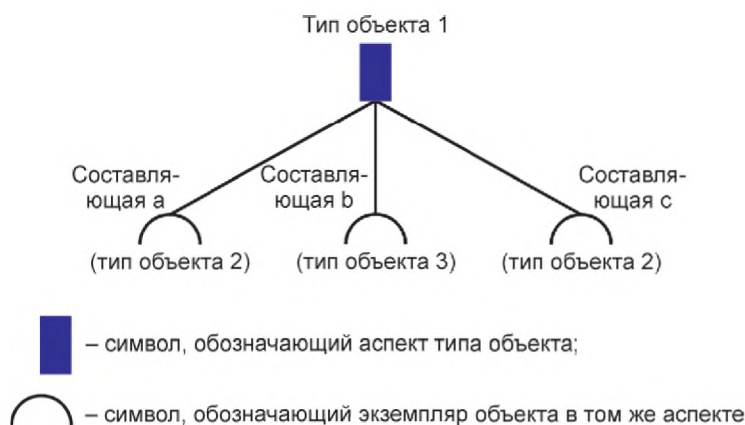 Тип объекта 1
Составля-
ющая a
Составля-
ющая b
Составля-
ющая c
(тип объекта 2)
(тип объекта 3)
(тип объекта 2)
– символ, обозначающий аспект типа объекта;
– символ, обозначающий экземпляр объекта в том же аспекте